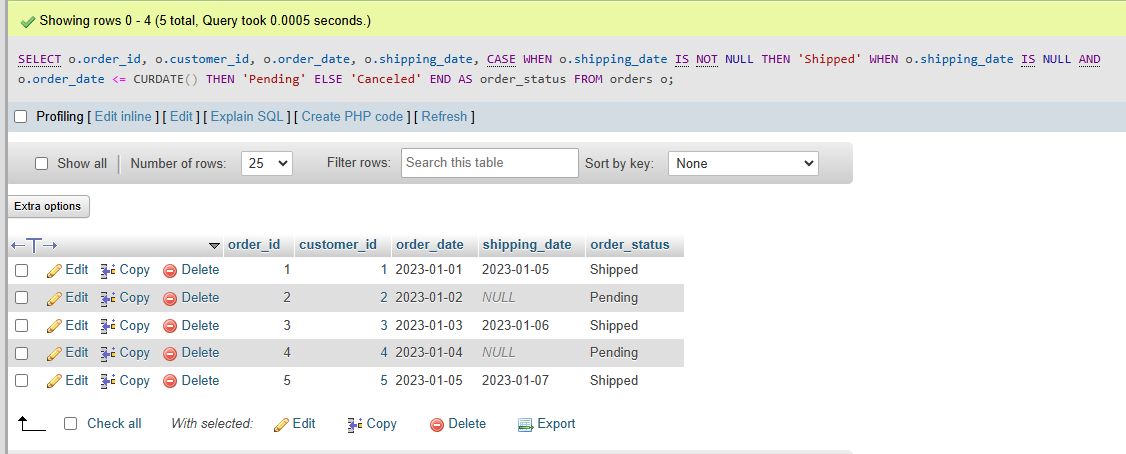 Showing rows 0 - 4 (5 total, Query took 0.0005 seconds.)
SELECT o.order_id, o.customer_id, o.order_date, o.shipping_date, CASE WHEN o.shipping_date IS NOT NULL THEN 'Shipped' WHEN o.shipping_date IS NULL AND
o.order_date <= CURDATE() THEN 'Pending' ELSE 'Canceled' END AS order_status FROM orders o;
Profiling [ Edit inline ] [ Edit ] [ Explain SQL ] [ Create PHP code ] [ Refresh ]
Show all Number of rows: 25 Filter rows: Search this table Sort by key: None
Extra options
order_id customer_id order_date shipping_date order_status
Edit Copy Delete 1 1 2023-01-01 2023-01-05 Shipped
Edit Copy Delete 2 2 2023-01-02 NULL Pending
Edit Copy Delete 3 3 2023-01-03 2023-01-06 Shipped
Edit Copy Delete 4 4 2023-01-04 NULL Pending
Edit Copy Delete 5 5 2023-01-05 2023-01-07 Shipped
Check all With selected: Edit Copy Delete Export